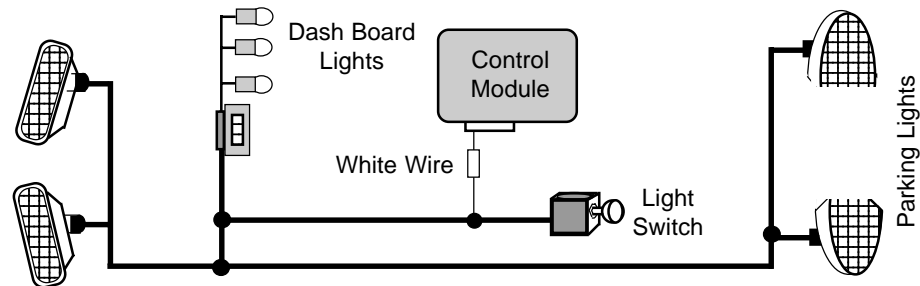 Dash Board
Lights
Control
Module
White Wire
Light
Switch
Parking Lights